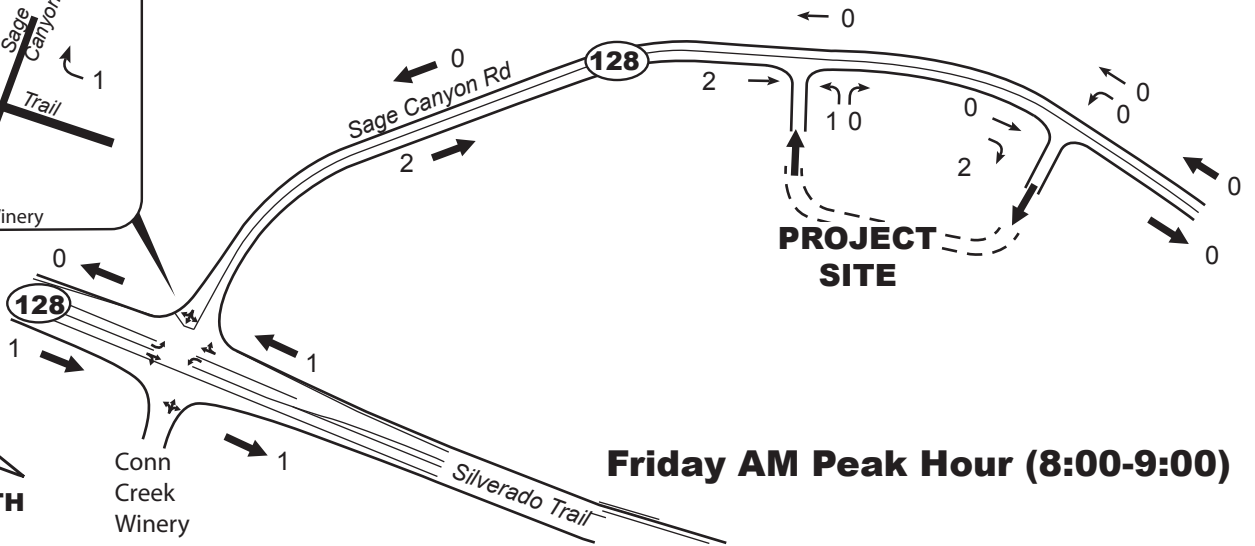 Sage
Canyon
1
Trail
inery
0
0
128
Sage Canyon Rd
2
2
1 0
0
2
0
0
0
0
PROJECT
SITE
0
128
1
1
1
Conn
Creek
Winery
Silverado Trail
Friday AM Peak Hour (8:00-9:00)
TH